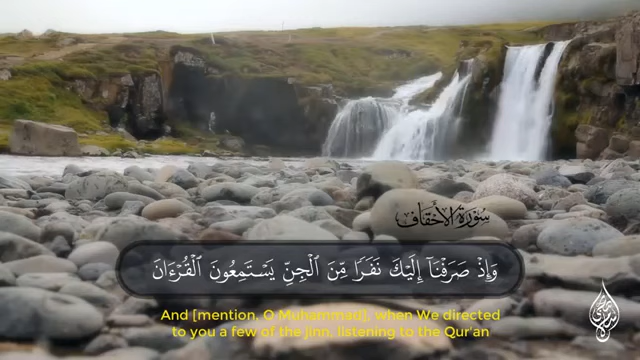 سورة الأحقاف
وَإِذْ صَرَفْنَآ إِلَيْكَ نَفَرًا مِّنَ ٱلْجِنِّ يَسْتَمِعُونَ ٱلْقُرْءَانَ
And [mention, O Muhammad], when We directed
to you a few of the jinn, listening to the Qur'an